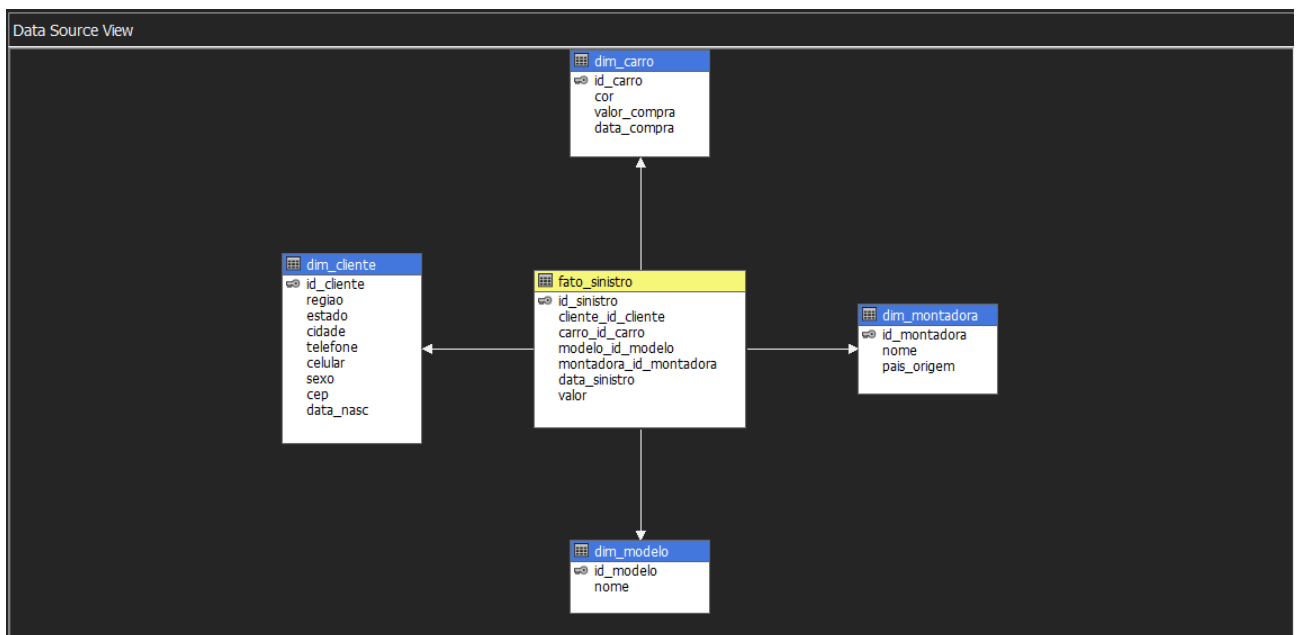 Data Source View
dim_carro
id_carro
cor
valor_compra
data_compra
dim_cliente
id_cliente
regiao
estado
cidade
telefone
celular
sexo
cep
data_nasc
fato_sinistro
id_sinistro
cliente_id_cliente
carro_id_carro
modelo_id_modelo
montadora_id_montadora
data_sinistro
valor
dim_montadora
id_montadora
nome
pais_origem
dim_modelo
id_modelo
nome